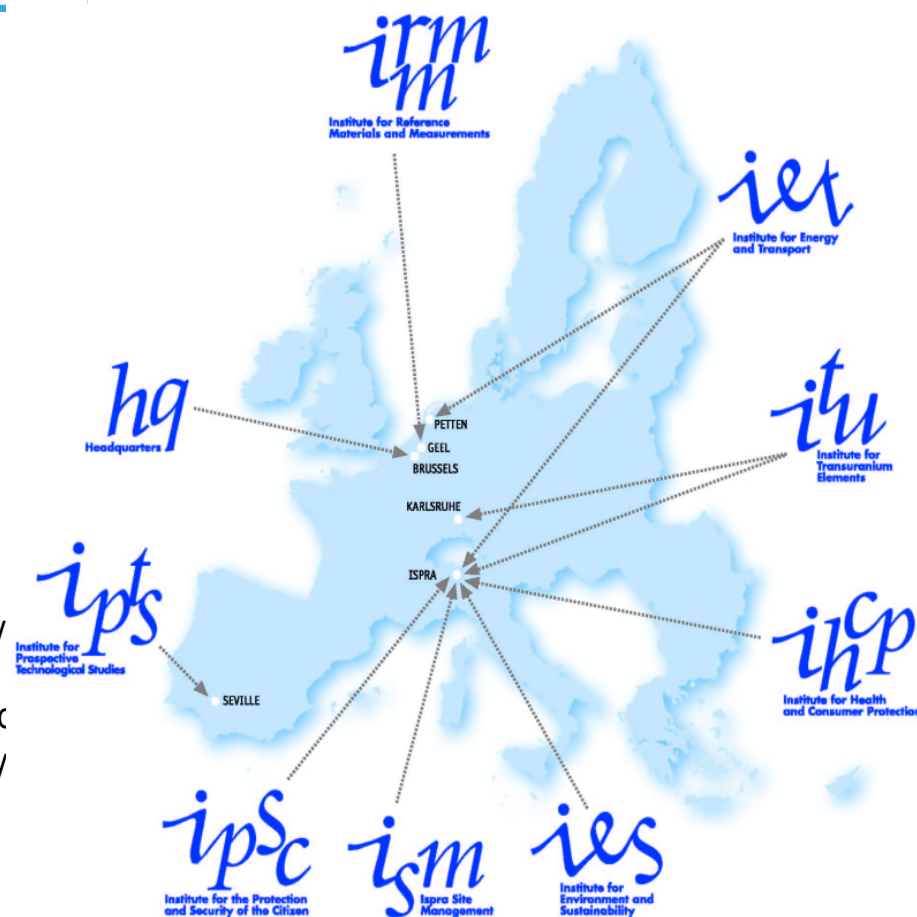 irmm
Institute for Reference
Materials and Measurements
iet
Institute for Energy
and Transport
hq
Headquarters
itu
Institute for
Transuranium
Elements
PETTEN
GEEL
BRUSSELS
KARLSRUHE
ISPRA
ipts
Institute for
Prospective
Technological Studies
SEVILLE
ihcp
Institute for Health
and Consumer Protection
ipsc
Institute for the Protection
and Security of the Citizen
ism
Ispra Site
Management
ies
Institute for
Environment and
Sustainability